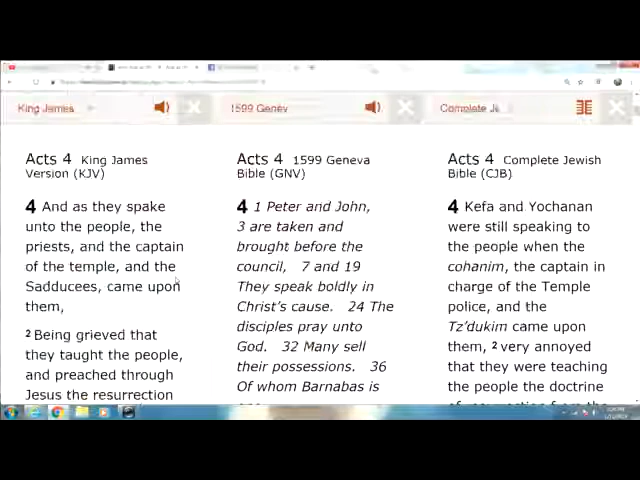 King James
1599 Genev
Complete Je
Acts 4 King James
Version (KJV)
4 And as they spake
unto the people, the
priests, and the captain
of the temple, and the
Sadducees, came upon
them,
2 Being grieved that
they taught the people,
and preached through
Jesus the resurrection
Acts 4 1599 Geneva
Bible (GNV)
4 1 Peter and John,
3 are taken and
brought before the
council, 7 and 19
They speak boldly in
Christ's cause. 24 The
disciples pray unto
God. 32 Many sell
their possessions. 36
Of whom Barnabas is
Acts 4 Complete Jewish
Bible (CJB)
4 Kefa and Yochanan
were still speaking to
the people when the
cohanim, the captain in
charge of the Temple
police, and the
Tz'dukim came upon
them, 2 very annoyed
that they were teaching
the people the doctrine